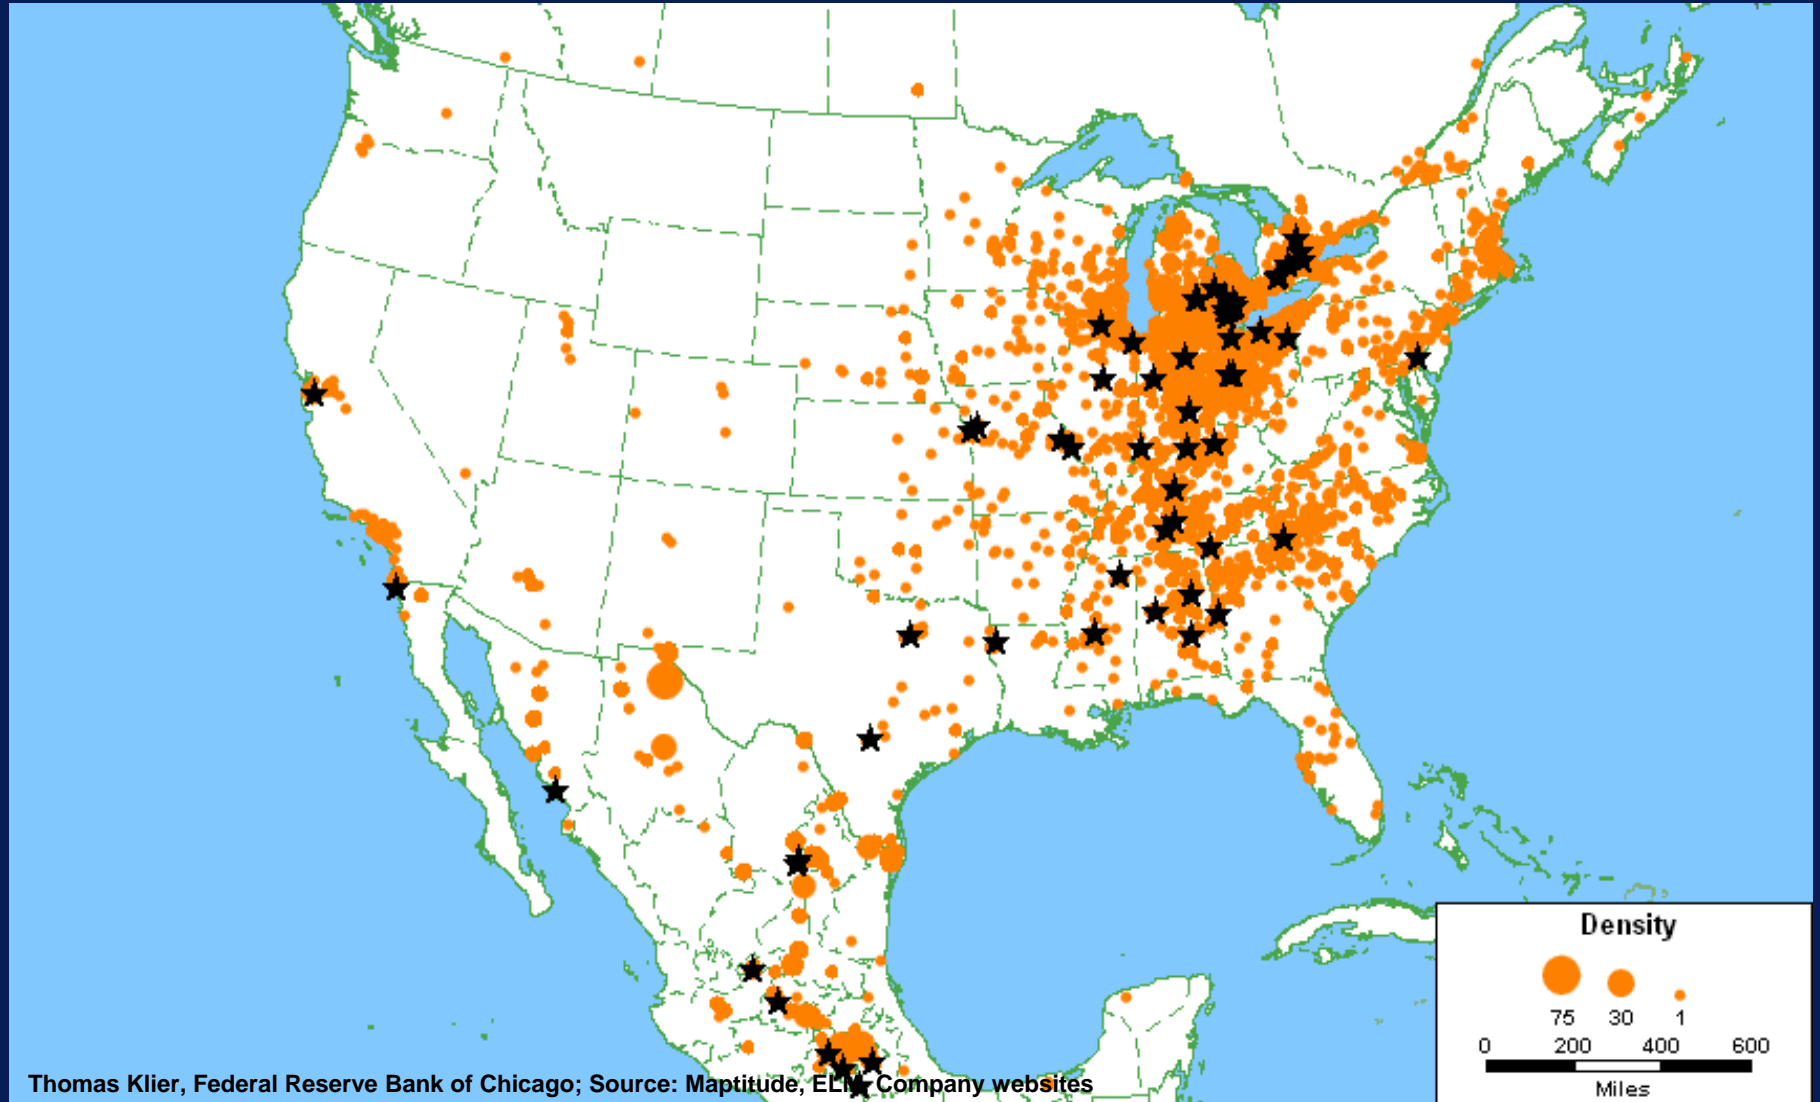 Density
75 30 1
0 200 400 600
Miles
Thomas Klier, Federal Reserve Bank of Chicago; Source: Maptitude, Company websites